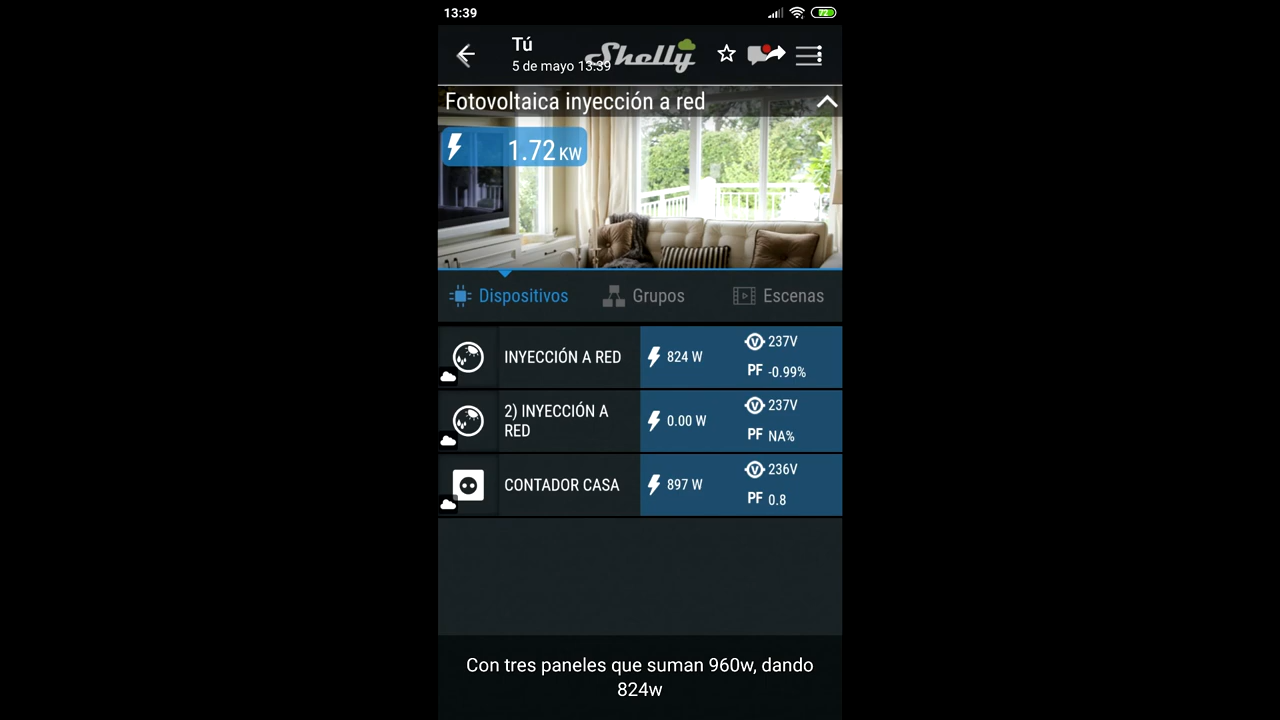 13:39
72
Tú
Shelly
5 de mayo 13:39
Fotovoltaica inyección a red
1.72 KW
Dispositivos
Grupos
Escenas
INYECCIÓN A RED
824 W
237V
PF -0.99%
2) INYECCIÓN A
RED
0.00 W
237V
PF NA%
CONTADOR CASA
897 W
236V
PF 0.8
Con tres paneles que suman 960w, dando
824w